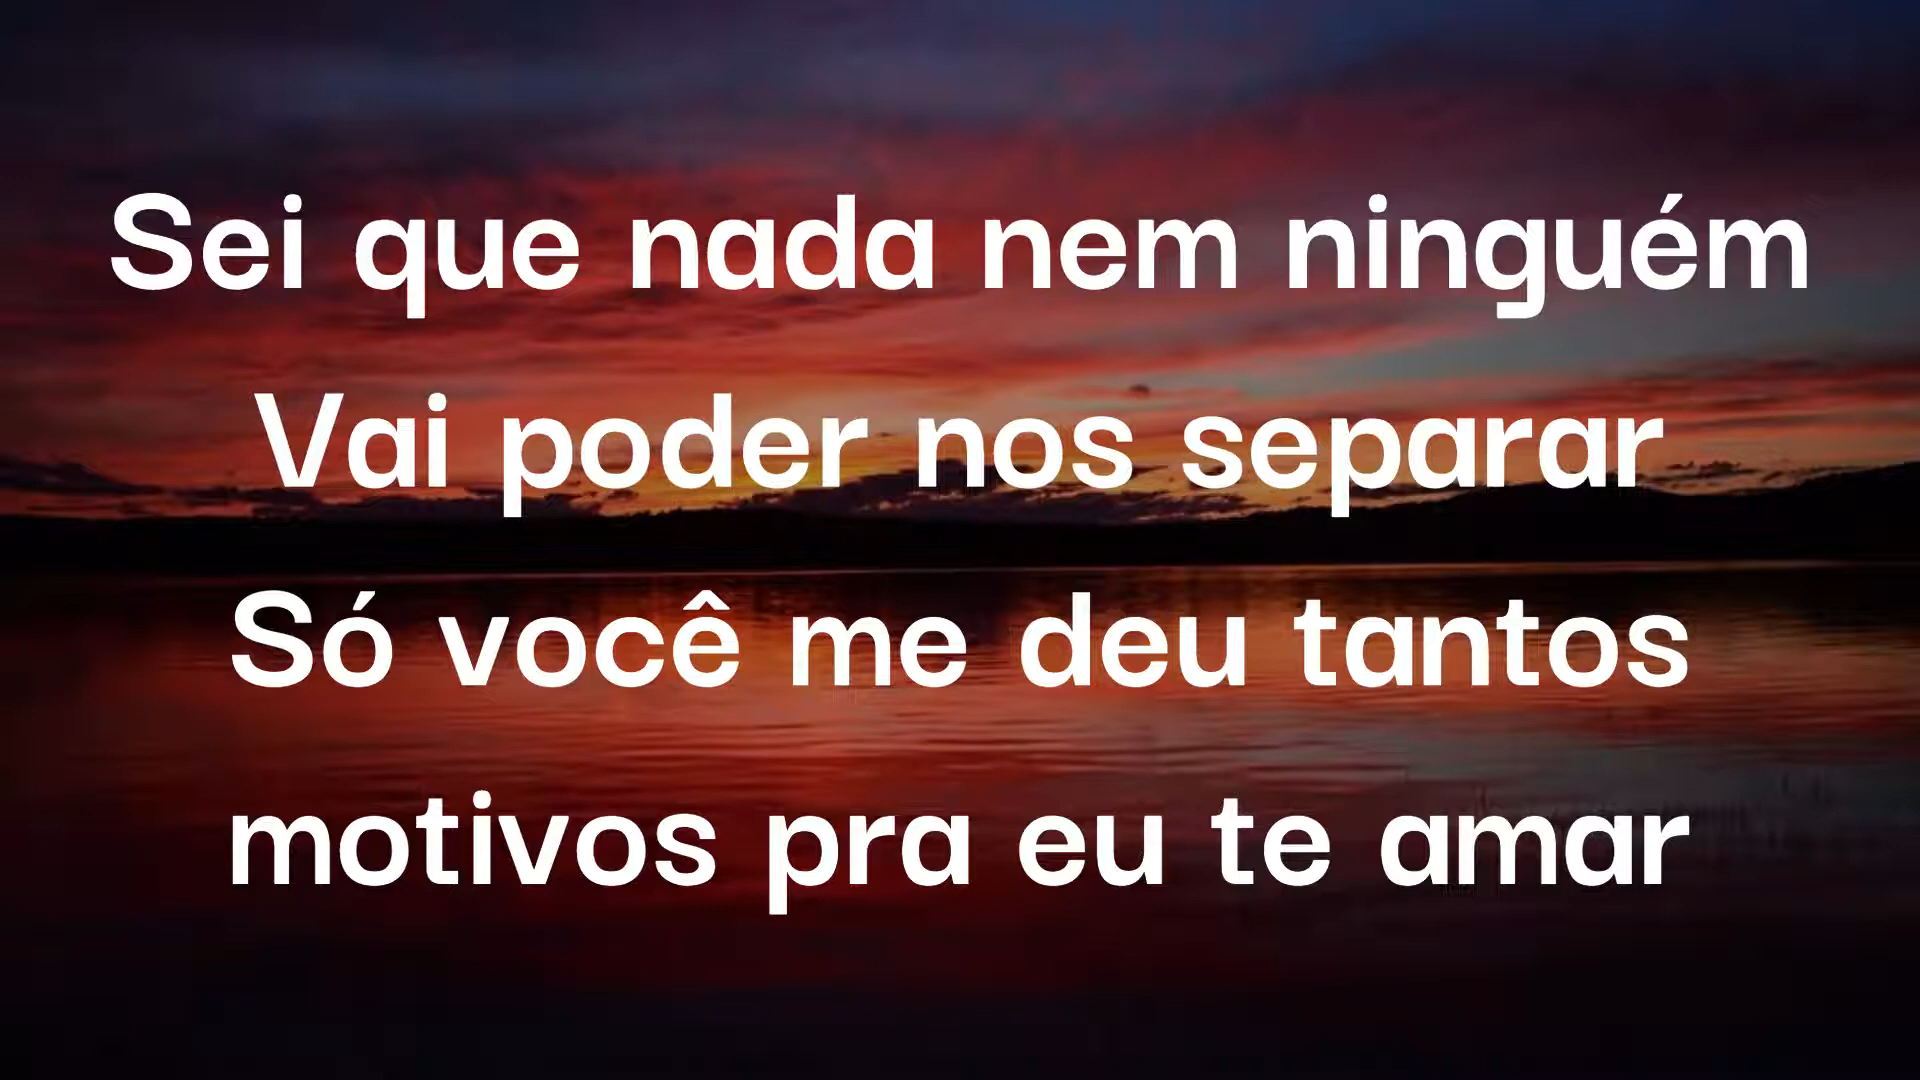 Sei que nada nem ninguém
Vai poder nos separar
Só você me deu tantos
motivos pra eu te amar